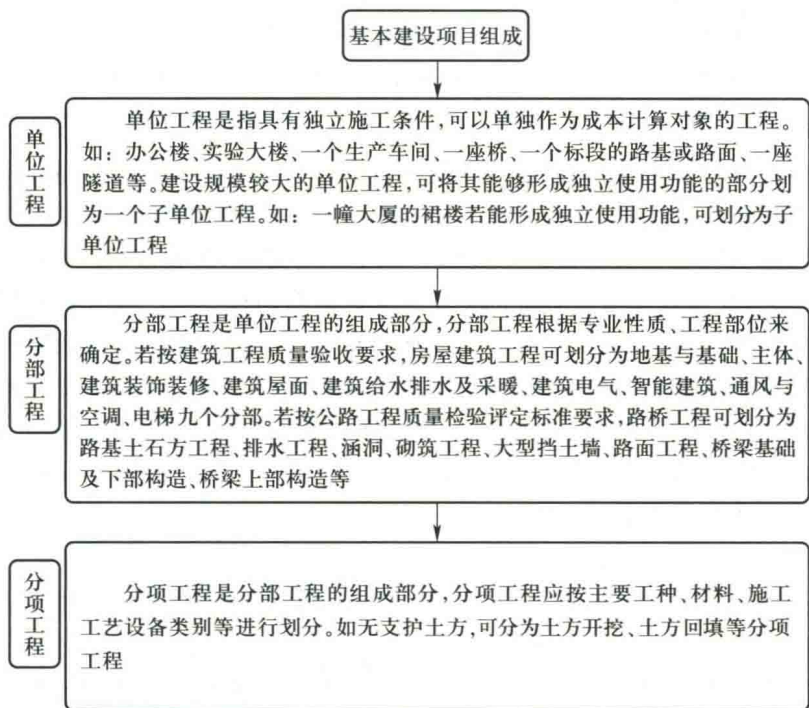 基本建设项目组成
单位工程
单位工程是指具有独立施工条件,可以单独作为成本计算对象的工程。
如：办公楼、实验大楼、一个生产车间、一座桥、一个标段的路基或路面、一座
隧道等。建设规模较大的单位工程,可将其能够形成独立使用功能的部分划
为一个子单位工程。如：一幢大厦的裙楼若能形成独立使用功能,可划分为子
单位工程
分部工程
分部工程是单位工程的组成部分,分部工程根据专业性质、工程部位来
确定。若按建筑工程质量验收要求,房屋建筑工程可划分为地基与基础、主体、
建筑装饰装修、建筑屋面、建筑给水排水及采暖、建筑电气、智能建筑、通风与
空调、电梯九个分部。若按公路工程质量检验评定标准要求,路桥工程可划分为
路基土石方工程、排水工程、涵洞、砌筑工程、大型挡土墙、路面工程、桥梁基础
及下部构造、桥梁上部构造等
分项工程
分项工程是分部工程的组成部分,分项工程应按主要工种、材料、施工
工艺设备类别等进行划分。如无支护土方,可分为土方开挖、土方回填等分项
工程